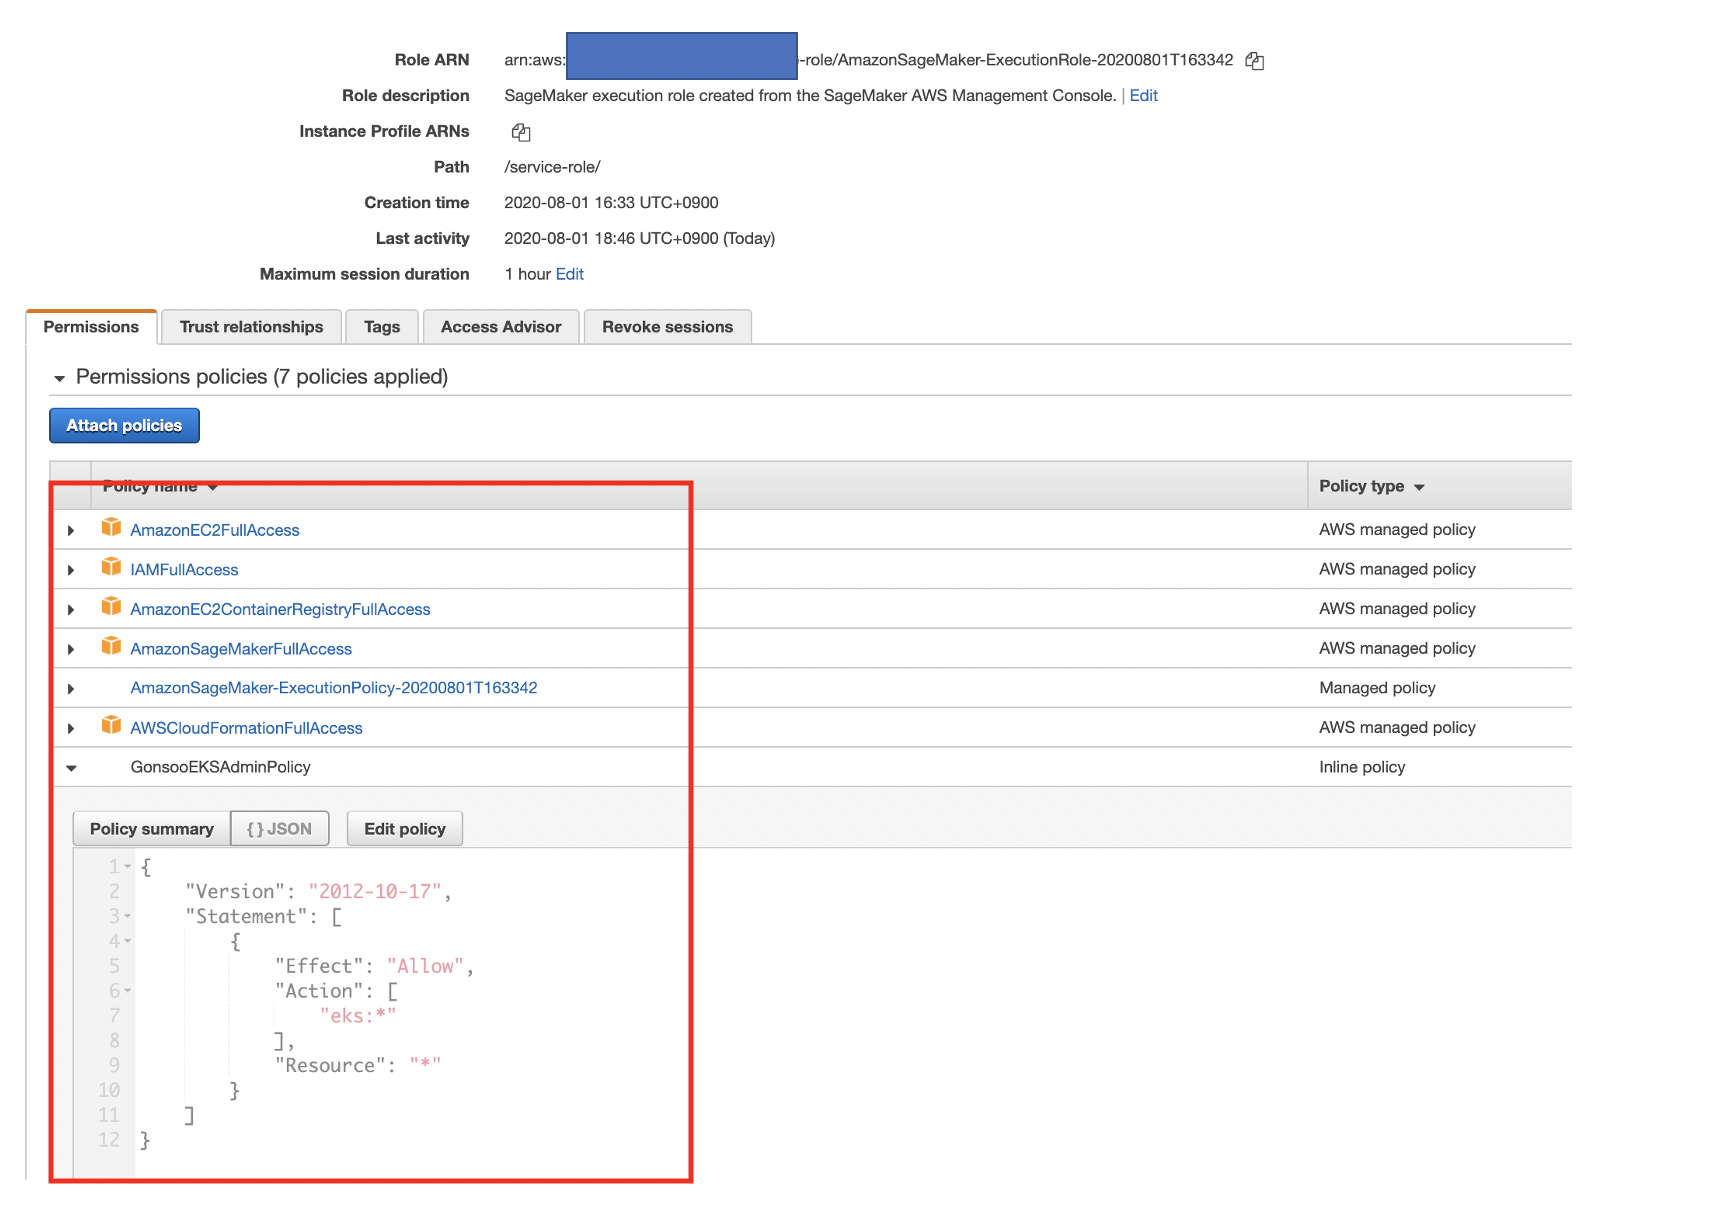 Role ARN arn:aws: -role/AmazonSageMaker-ExecutionRole-20200801T163342
Role description SageMaker execution role created from the SageMaker AWS Management Console. | Edit
Instance Profile ARNs
Path /service-role/
Creation time 2020-08-01 16:33 UTC+0900
Last activity 2020-08-01 18:46 UTC+0900 (Today)
Maximum session duration 1 hour Edit
Permissions Trust relationships Tags Access Advisor Revoke sessions
Permissions policies (7 policies applied)
Attach policies
Policy name Policy type
AmazonEC2FullAccess AWS managed policy
IAMFullAccess AWS managed policy
AmazonEC2ContainerRegistryFullAccess AWS managed policy
AmazonSageMakerFullAccess AWS managed policy
AmazonSageMaker-ExecutionPolicy-20200801T163342 Managed policy
AWSCloudFormationFullAccess AWS managed policy
GonsooEKSAdminPolicy Inline policy
Policy summary {} JSON Edit policy
1 {
2 "Version": "2012-10-17",
3 "Statement": [
4 {
5 "Effect": "Allow",
6 "Action": [
7 "eks:*"
8 ],
9 "Resource": "*"
10 }
11 ]
12 }